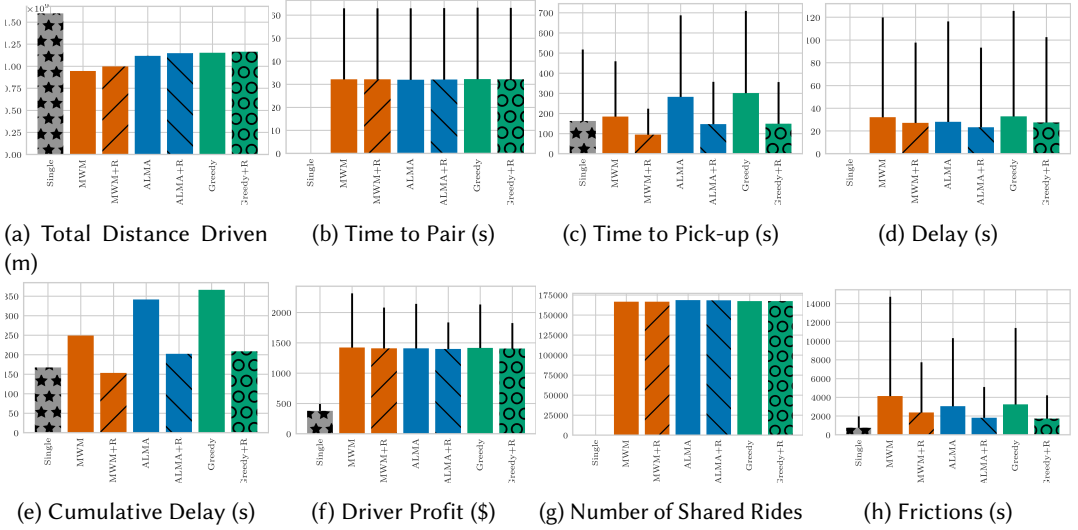 ×10⁹
1.50
1.25
1.00
0.75
0.50
0.25
0.00
Single
MWM
MWM+R
ALMA
ALMA+R
Greedy
Greedy+R
(a) Total Distance Driven
(m)
60
50
40
30
20
10
0
Single
MWM
MWM+R
ALMA
ALMA+R
Greedy
Greedy+R
(b) Time to Pair (s)
700
600
500
400
300
200
100
0
Single
MWM
MWM+R
ALMA
ALMA+R
Greedy
Greedy+R
(c) Time to Pick-up (s)
120
100
80
60
40
20
0
Single
MWM
MWM+R
ALMA
ALMA+R
Greedy
Greedy+R
(d) Delay (s)
350
300
250
200
150
100
50
0
Single
MWM
MWM+R
ALMA
ALMA+R
Greedy
Greedy+R
(e) Cumulative Delay (s)
2000
1500
1000
500
0
Single
MWM
MWM+R
ALMA
ALMA+R
Greedy
Greedy+R
(f) Driver Profit ($)
175000
150000
125000
100000
75000
50000
25000
0
Single
MWM
MWM+R
ALMA
ALMA+R
Greedy
Greedy+R
(g) Number of Shared Rides
14000
12000
10000
8000
6000
4000
2000
0
Single
MWM
MWM+R
ALMA
ALMA+R
Greedy
Greedy+R
(h) Frictions (s)